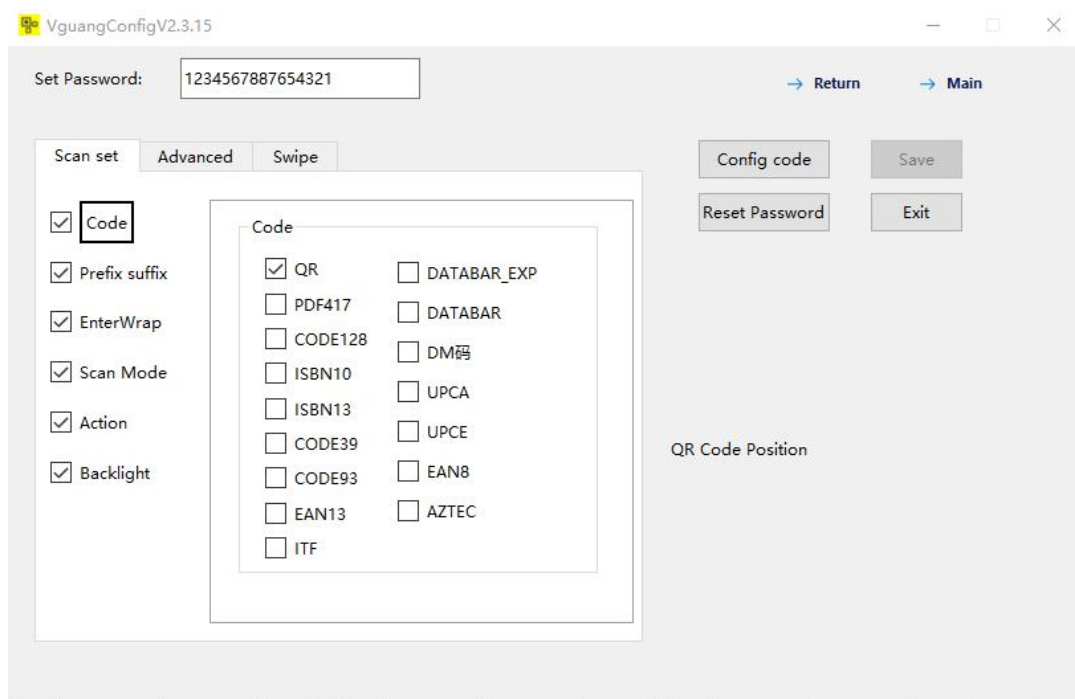 VguangConfigV2.3.15
Set Password: 1234567887654321
Return Main
Scan set Advanced Swipe
Config code Save
Reset Password Exit
Code
Prefix suffix
EnterWrap
Scan Mode
Action
Backlight
Code
QR
PDF417
CODE128
ISBN10
ISBN13
CODE39
CODE93
EAN13
ITF
DATABAR_EXP
DATABAR
DM码
UPCA
UPCE
EAN8
AZTEC
QR Code Position